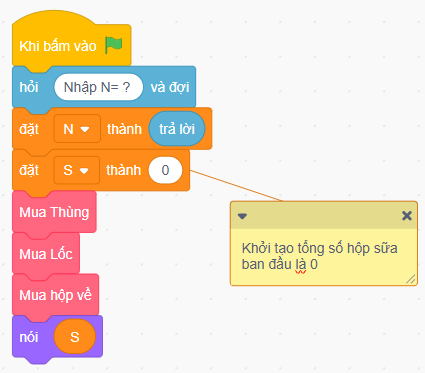 Khi bấm vào
hỏi Nhập N= ? và đợi
đặt N thành trả lời
đặt S thành 0
Mua Thùng
Khởi tạo tổng số hộp sữa
ban đầu là 0
Mua Lốc
Mua hộp về
nói S